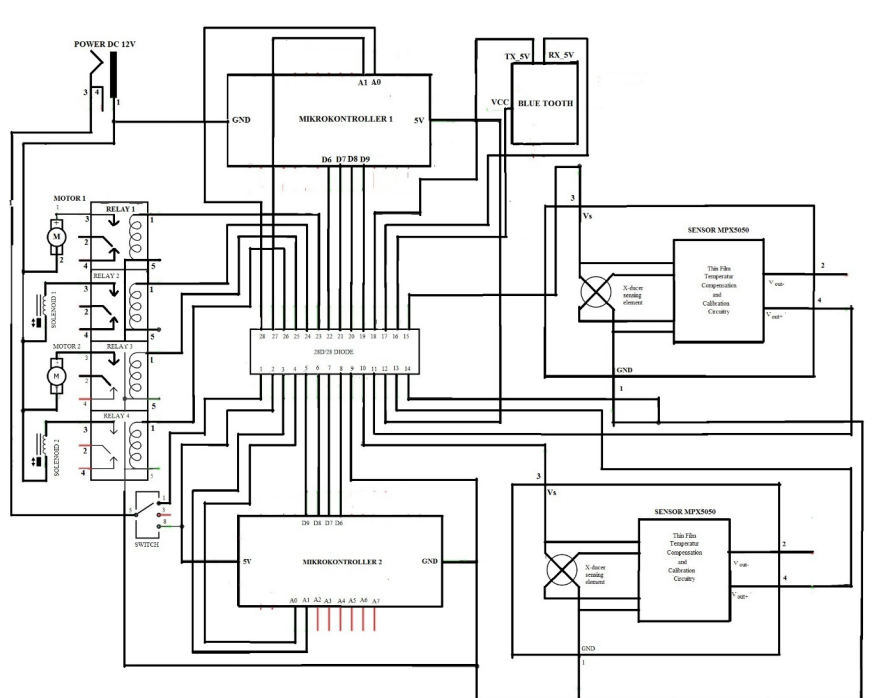 POWER DC 12V
3
4
1
A1 A0
GND
MIKROKONTROLLER 1
5V
D6 D7 D8 D9
TX_5V
RX_5V
VCC
BLUE TOOTH
MOTOR 1
1
M
2
RELAY 1
3
2
4
1
5
RELAY 2
3
2
4
1
5
SOLENOID 1
MOTOR 2
M
RELAY 3
3
2
4
1
5
RELAY 4
3
2
4
1
5
SOLENOID 2
28 27 26 25 24 23 22 21 20 19 18 17 16 15
28D/28 DIODE
1 2 3 4 5 6 7 8 9 10 11 12 13 14
3
Vs
SENSOR MPX5050
X-ducer
sensing
element
Thin Film
Temperatur
Compensation
and
Calibration
Circuitry
2
V out-
4
V out+
GND
1
SWITCH
D9 D8 D7 D6
5V
MIKROKONTROLLER 2
GND
A0 A1 A2 A3 A4 A5 A6 A7
3
Vs
SENSOR MPX5050
X-ducer
sensing
element
Thin Film
Temperatur
Compensation
and
Calibration
Circuitry
2
V out-
4
V out+
GND
1